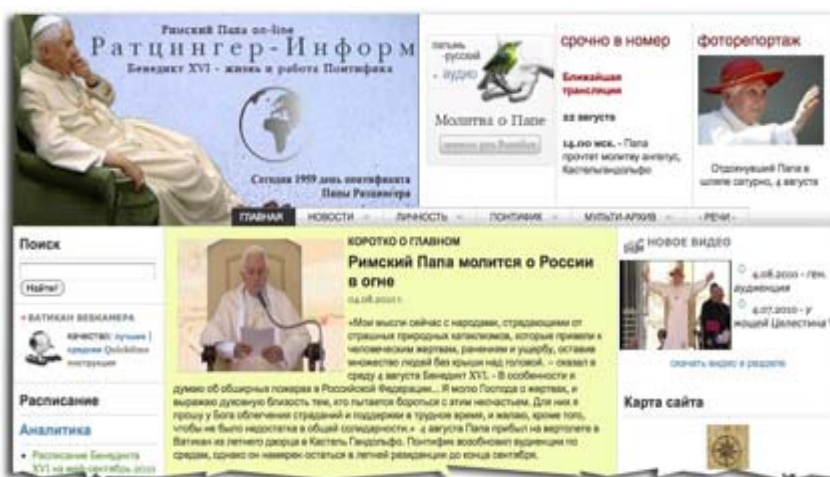 Римский Папа on-line
Ратцингер-Информ
Бенедикт XVI - жизнь и работа Понтифика
Сегодня 1959 день понтификата
Папы Ратцингера
латынь
-русский
аудио
Молитва о Папе
срочно в номер
Ближайшая
трансляция
22 августа
14.00 мск. - Папа
прочтет молитву ангелус,
Кастельгандольфо
фоторепортаж
Отдохнувший Папа в
шляпе сатурно, 4 августа
ГЛАВНАЯ НОВОСТИ ЛИЧНОСТЬ ПОНТИФИК МУЛЬТИ-АРХИВ - РЕЧИ -
Поиск
Найти!
ВАТИКАН ВЕБКАМЕРА
качество: лучшее |
среднее Quicktime
инструкция
Расписание
Аналитика
Расписание Бенедикта
XVI на май-сентябрь 2010
КОРОТКО О ГЛАВНОМ
Римский Папа молится о России
в огне
04.08.2010 г.
«Мои мысли сейчас с народами, страдающими от
страшных природных катаклизмов, которые привели к
человеческим жертвам, ранениям и ущербу, оставив
множество людей без крыши над головой. – сказал в
среду 4 августа Бенедикт XVI. - В особенности я
думаю об обширных пожарах в Российской Федерации... Я молю Господа о жертвах, и
выражаю духовную близость тем, кто пытается бороться с этим несчастьем. Для них я
прошу у Бога облегчения страданий и поддержки в трудное время, и желаю, кроме того,
чтобы не было недостатка в общей солидарности.» 4 августа Папа прибыл на вертолете в
Ватикан из летнего дворца в Кастель Гандольфо. Понтифик возобновил аудиенции по
средам, однако он намерен остаться в летней резиденции до конца сентября.
НОВОЕ ВИДЕО
4.08.2010 - ген.
аудиенция
4.07.2010 - у
мощей Целестина V
скачать видео в разделе
Карта сайта